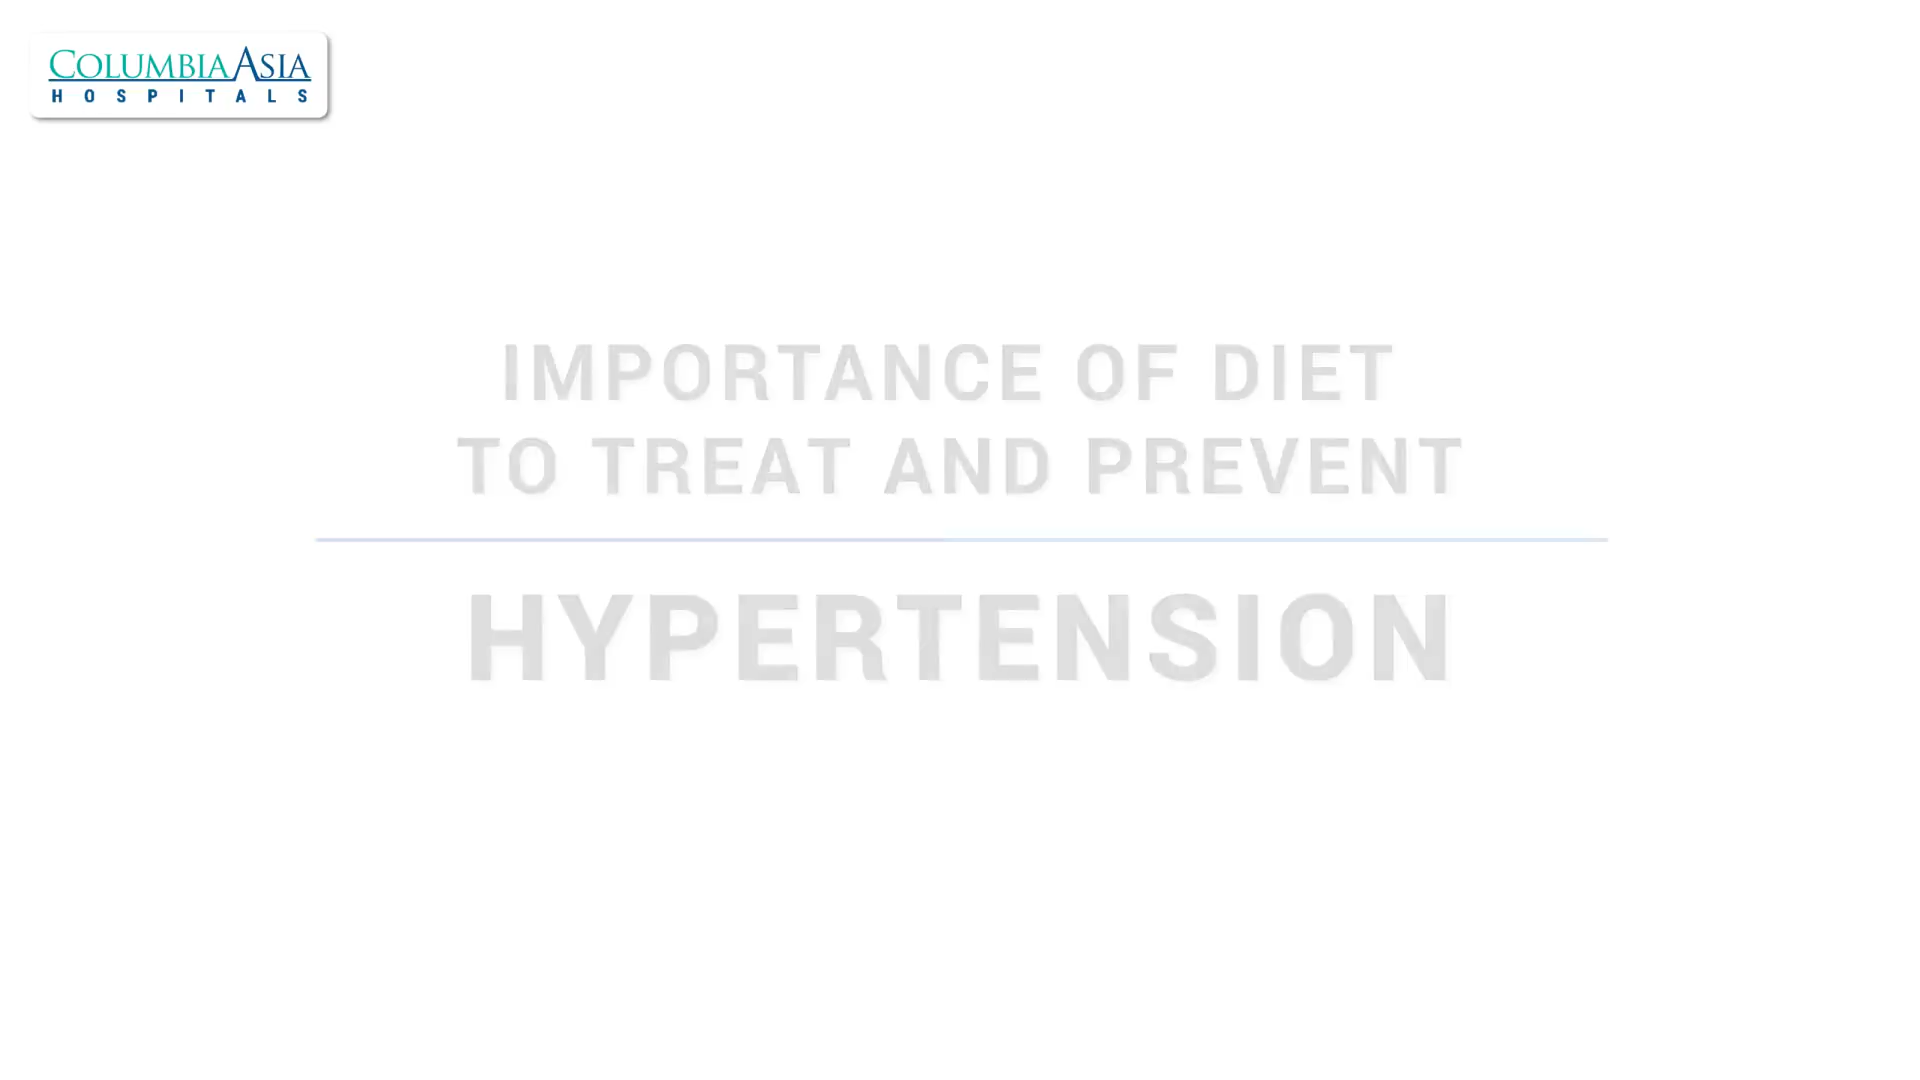 COLUMBIA ASIA
HOSPITALS
IMPORTANCE OF DIET
TO TREAT AND PREVENT
HYPERTENSION